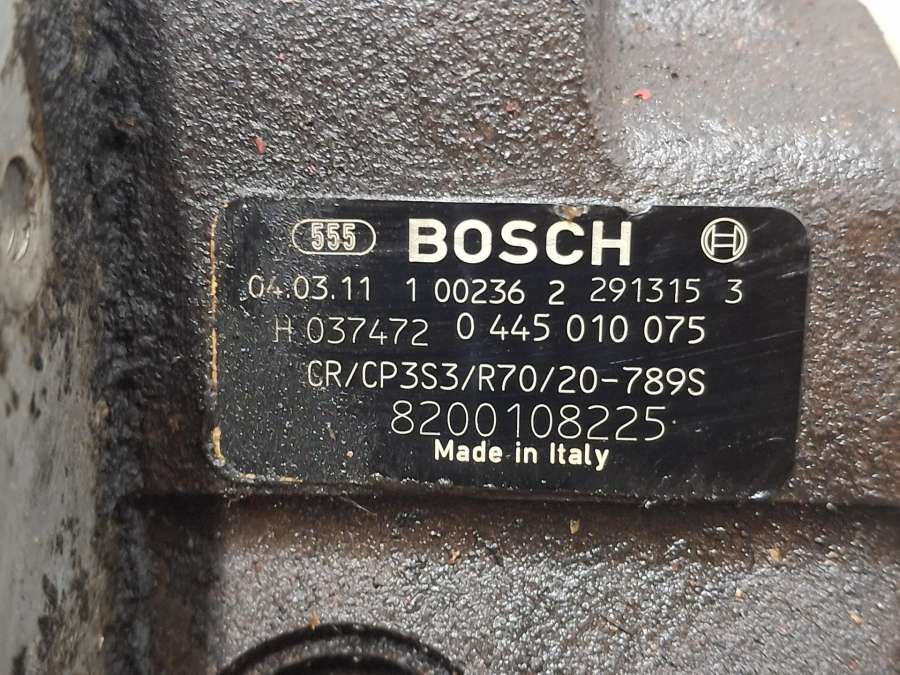 555 BOSCH
04.03.11 1 00236 2 291315 3
H 037472 0 445 010 075
CR/CP3S3/R70/20-789S
8200108225
Made in Italy